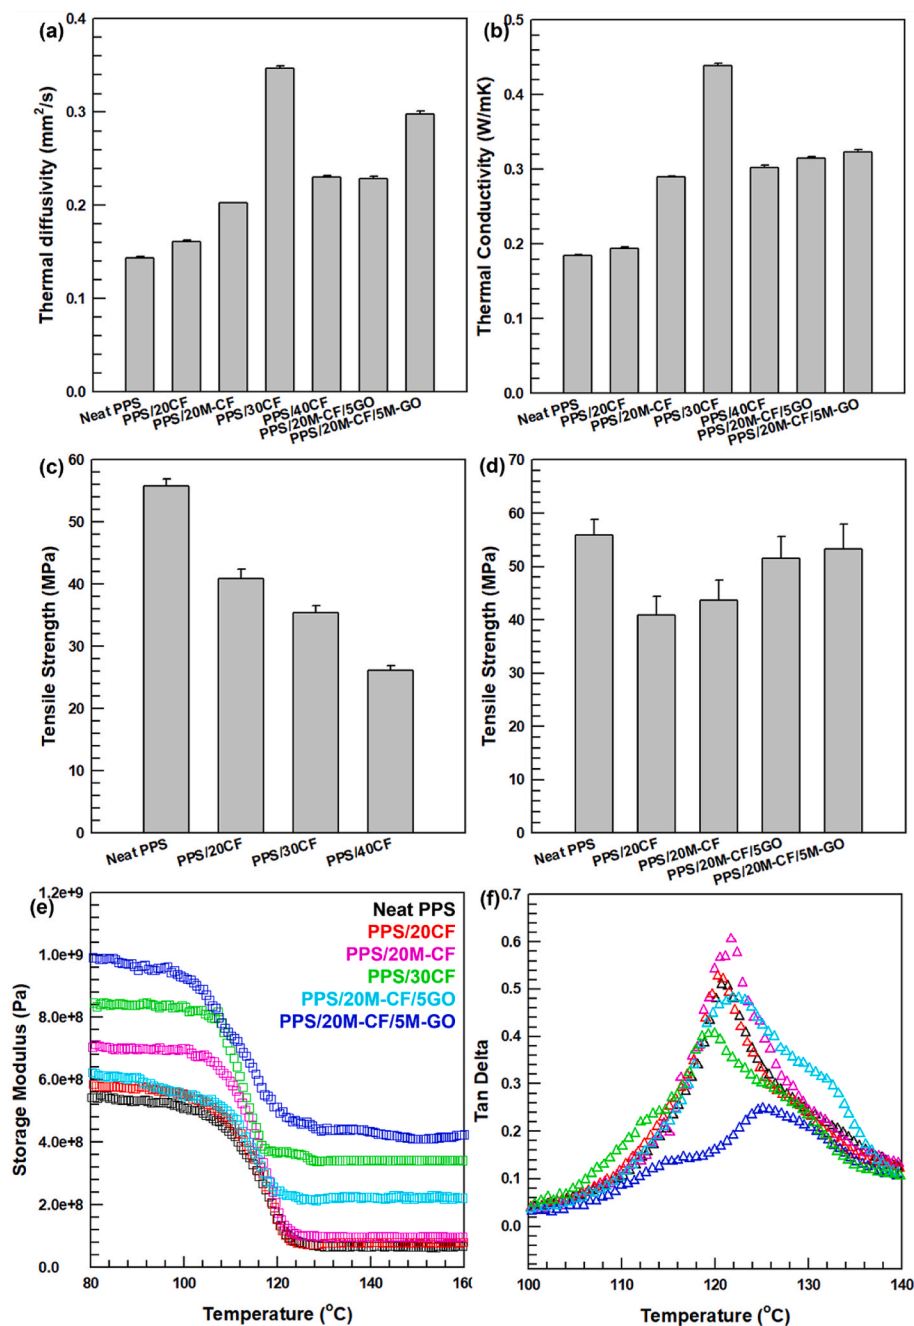 (a)
Thermal diffusivity (mm²/s)
0.4
0.3
0.2
0.1
0.0
Neat PPS
PPS/20CF
PPS/20M-CF
PPS/30CF
PPS/40CF
PPS/20M-CF/5GO
PPS/20M-CF/5M-GO
(b)
Thermal Conductivity (W/mK)
0.5
0.4
0.3
0.2
0.1
0.0
Neat PPS
PPS/20CF
PPS/20M-CF
PPS/30CF
PPS/40CF
PPS/20M-CF/5GO
PPS/20M-CF/5M-GO
(c)
Tensile Strength (MPa)
60
50
40
30
20
10
0
Neat PPS
PPS/20CF
PPS/30CF
PPS/40CF
(d)
Tensile Strength (MPa)
70
60
50
40
30
20
10
0
Neat PPS
PPS/20CF
PPS/20M-CF
PPS/20M-CF/5GO
PPS/20M-CF/5M-GO
(e)
Storage Modulus (Pa)
1.2e+9
1.0e+9
8.0e+8
6.0e+8
4.0e+8
2.0e+8
0.0
Neat PPS
PPS/20CF
PPS/20M-CF
PPS/30CF
PPS/20M-CF/5GO
PPS/20M-CF/5M-GO
80
100
120
140
160
Temperature (°C)
(f)
Tan Delta
0.7
0.6
0.5
0.4
0.3
0.2
0.1
0.0
100
110
120
130
140
Temperature (°C)